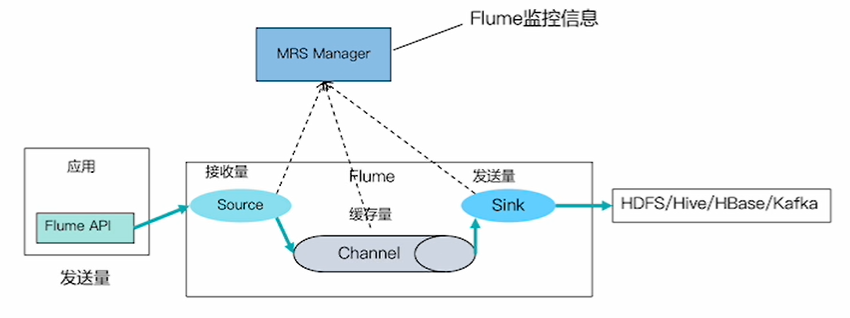 Flume监控信息
MRS Manager
应用
Flume API
发送量
接收量
Flume
发送量
Source
缓存量
Channel
Sink
HDFS/Hive/HBase/Kafka